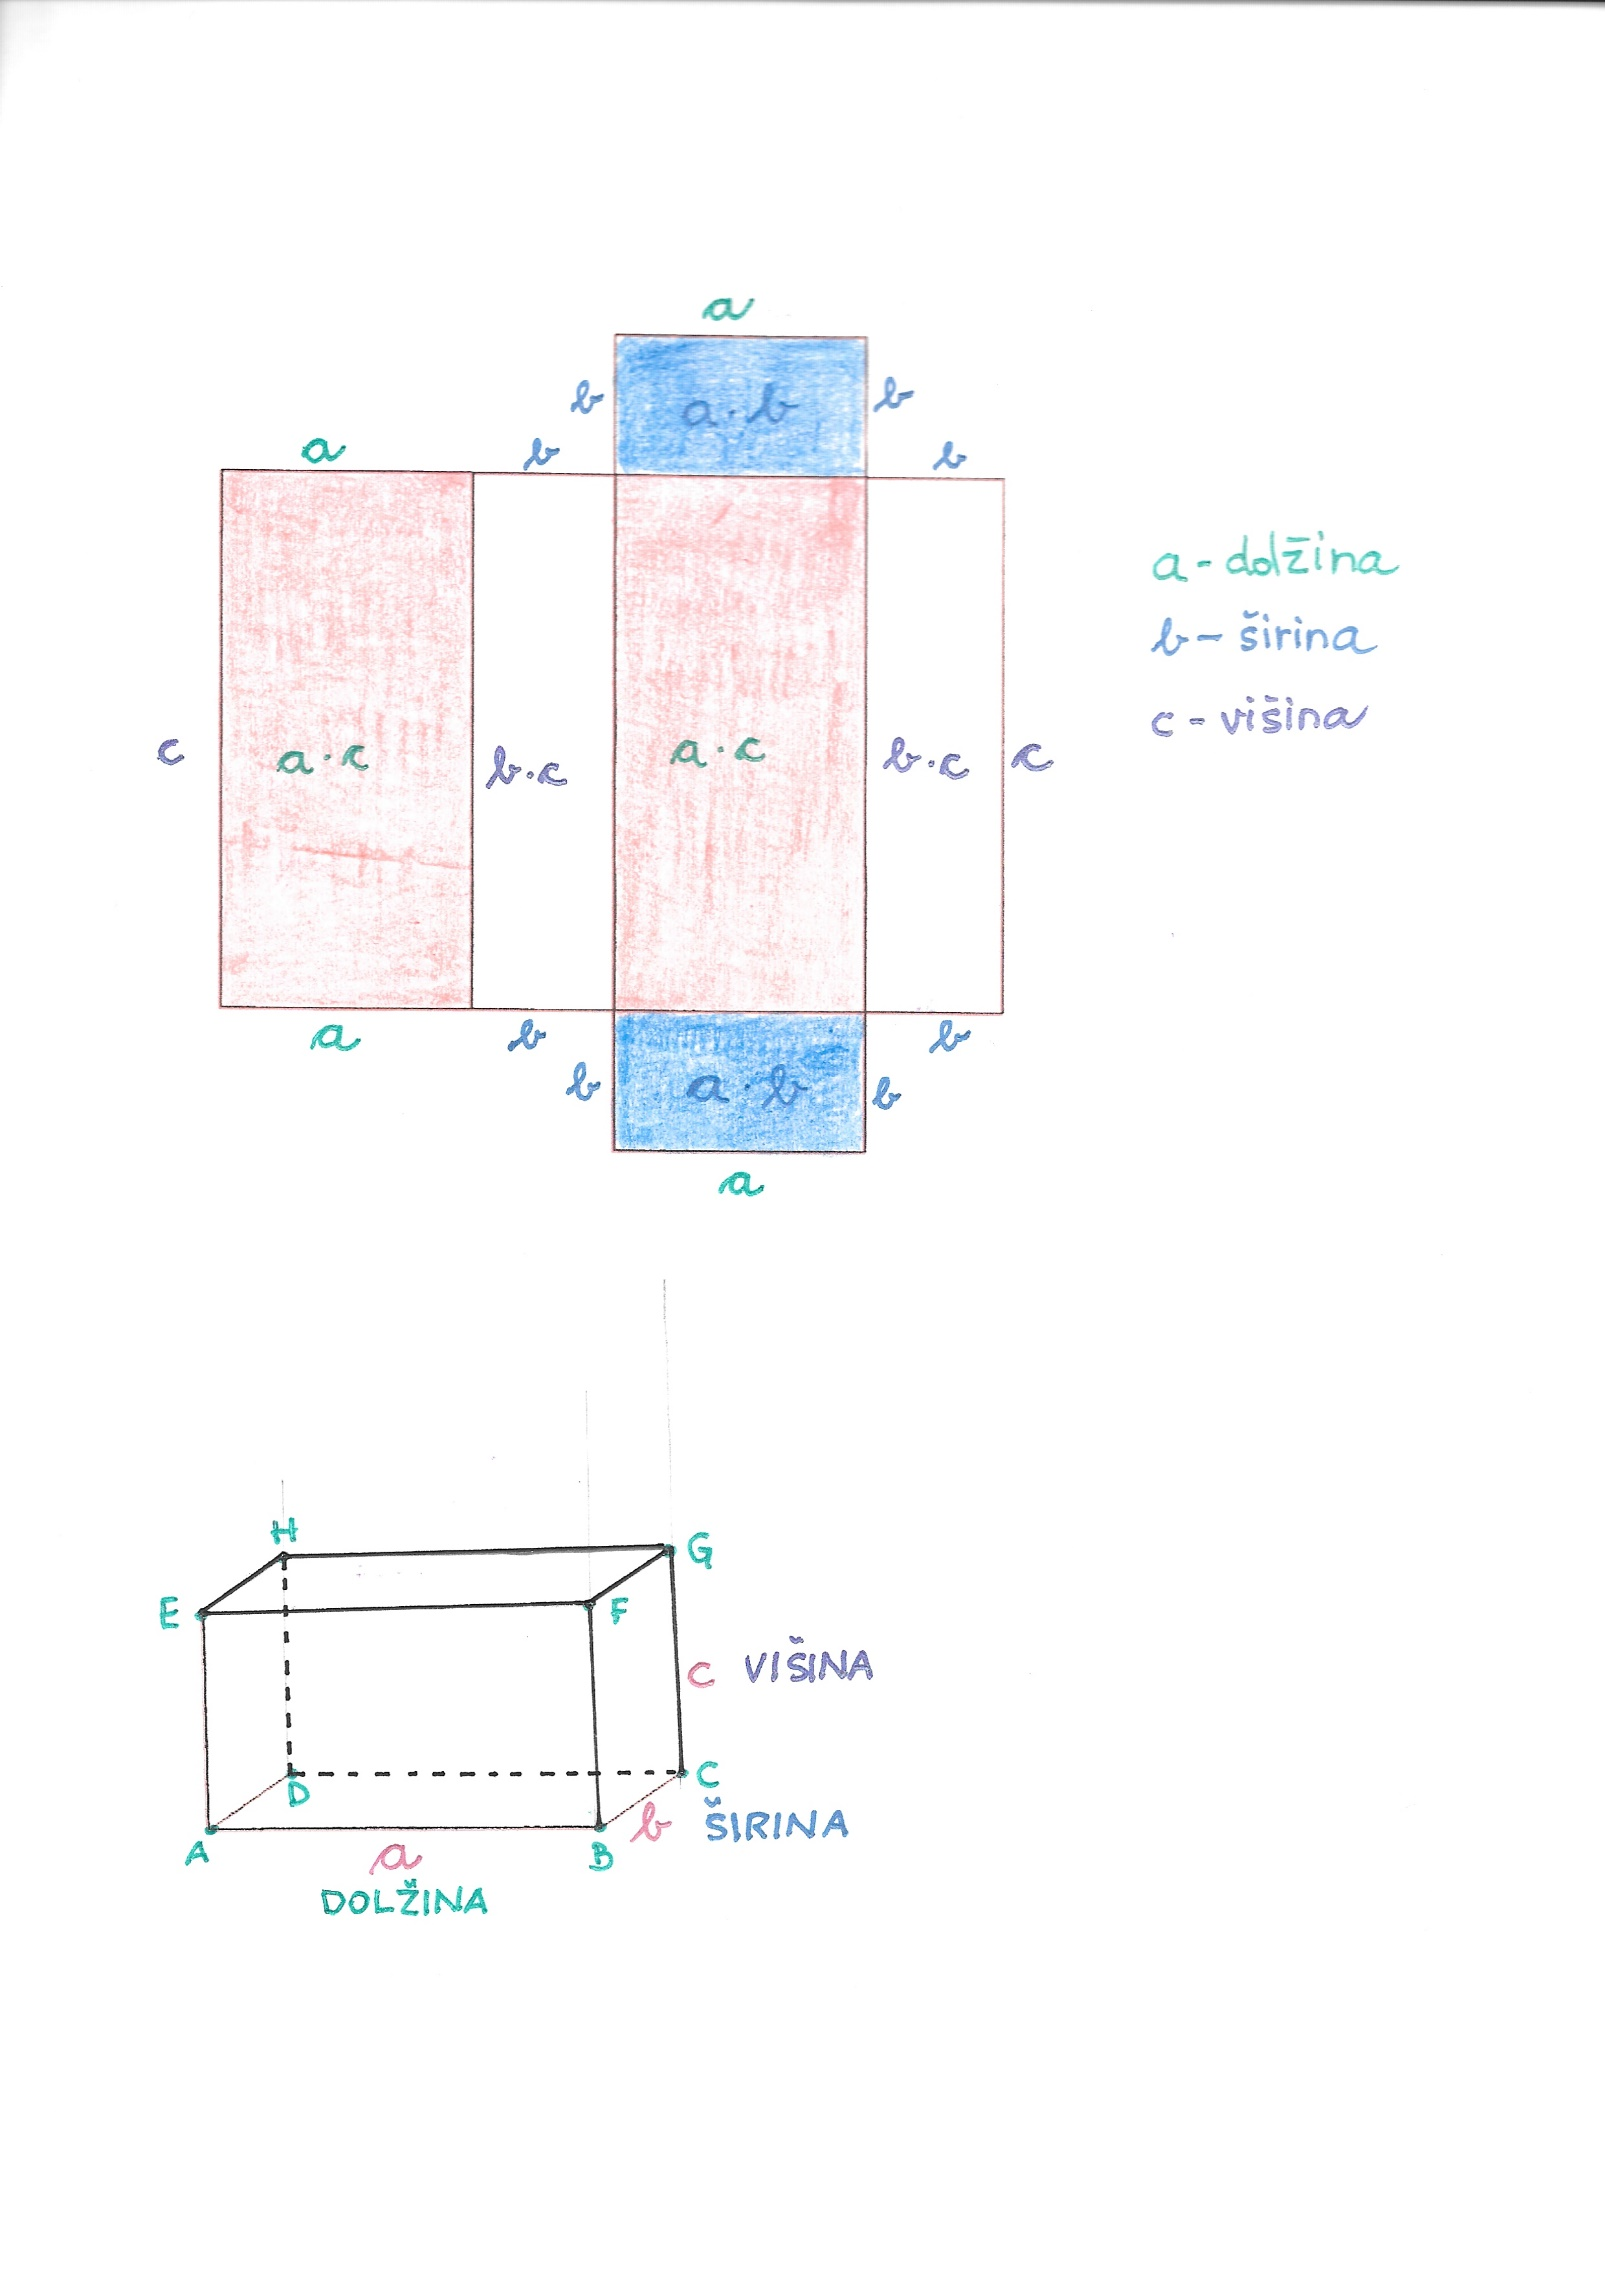 a
b a·b b
a b b
a - dolžina
b - širina
c - višina
c a·c b·c a·c b·c c
a b b
b a·b b
a
H
G
E F
c VIŠINA
D C
b ŠIRINA
A B
a
DOLŽINA